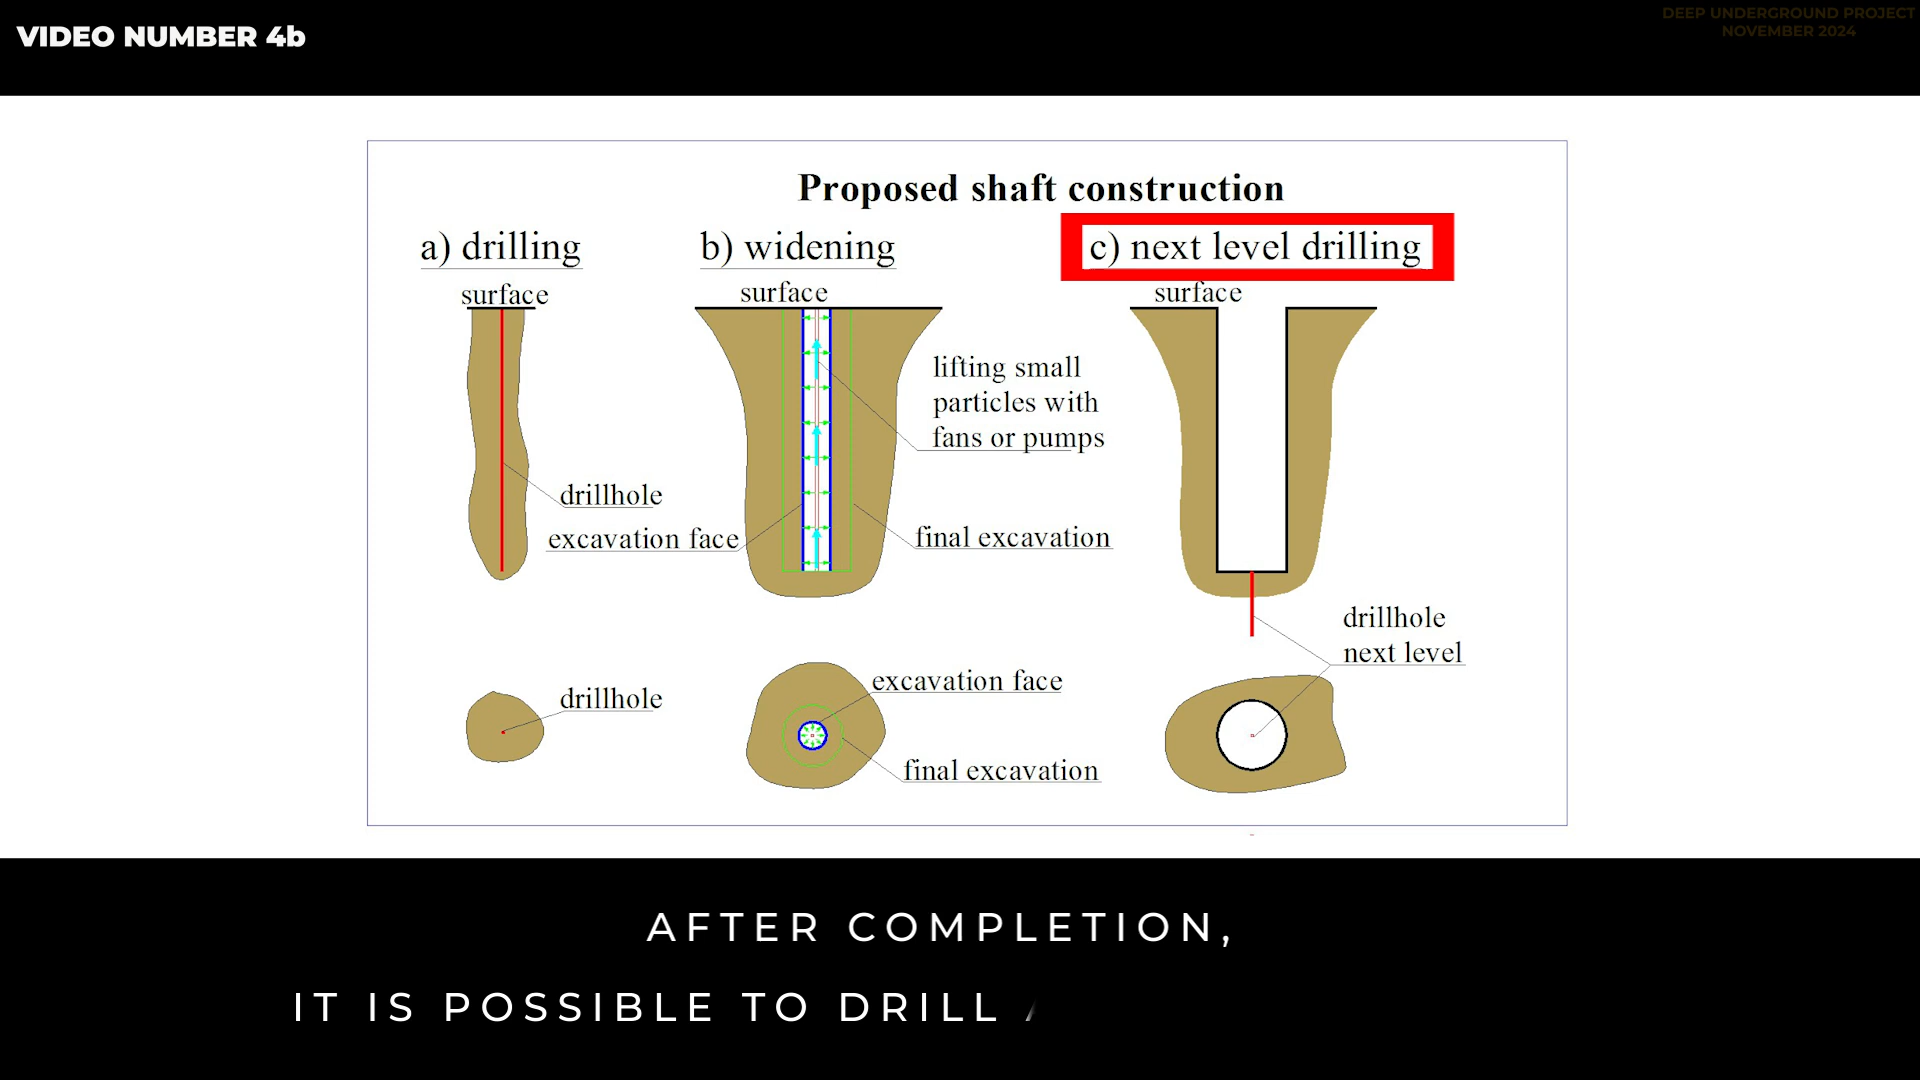 VIDEO NUMBER 4b
DEEP UNDERGROUND PROJECT
NOVEMBER 2024
Proposed shaft construction
a) drilling
b) widening
c) next level drilling
surface
surface
surface
lifting small
particles with
fans or pumps
drillhole
excavation face
final excavation
drillhole
next level
drillhole
excavation face
final excavation
AFTER COMPLETION,
IT IS POSSIBLE TO DRILL